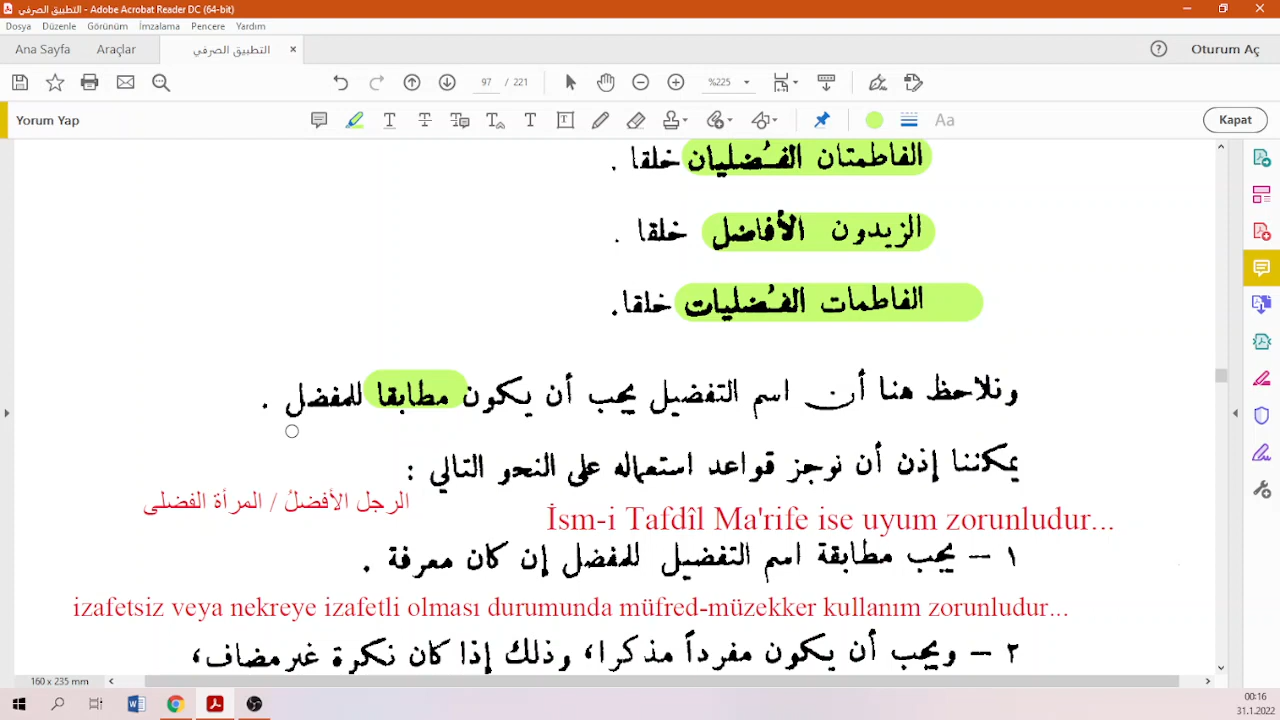 التطبيق الصرفي - Adobe Acrobat Reader DC (64-bit)
Dosya Düzenle Görünüm İmzalama Pencere Yardım
Ana Sayfa Araçlar التطبيق الصرفي × Oturum Aç
97 / 221 %225
Yorum Yap Aa Kapat
الفاطمتان الفُضليان خلقا .
الزيدون الأفاضل خلقا .
الفاطمات الفُضليات خلقا .
ونلاحظ هنا أن اسم التفضيل يجب أن يكون مطابقا للمفضل .
يمكننا إذن أن نوجز قواعد استعماله على النحو التالي :
الرجل الأفضلُ / المرأة الفضلى
İsm-i Tafdîl Ma'rife ise uyum zorunludur...
١ – يجب مطابقة اسم التفضيل للمفضل إن كان معرفة .
izafetsiz veya nekreye izafetli olması durumunda müfred-müzekker kullanım zorunludur...
٢ – ويجب أن يكون مفرداً مذكرا، وذلك إذا كان نكرة غير مضاف،
160 x 235 mm
00:16
31.1.2022